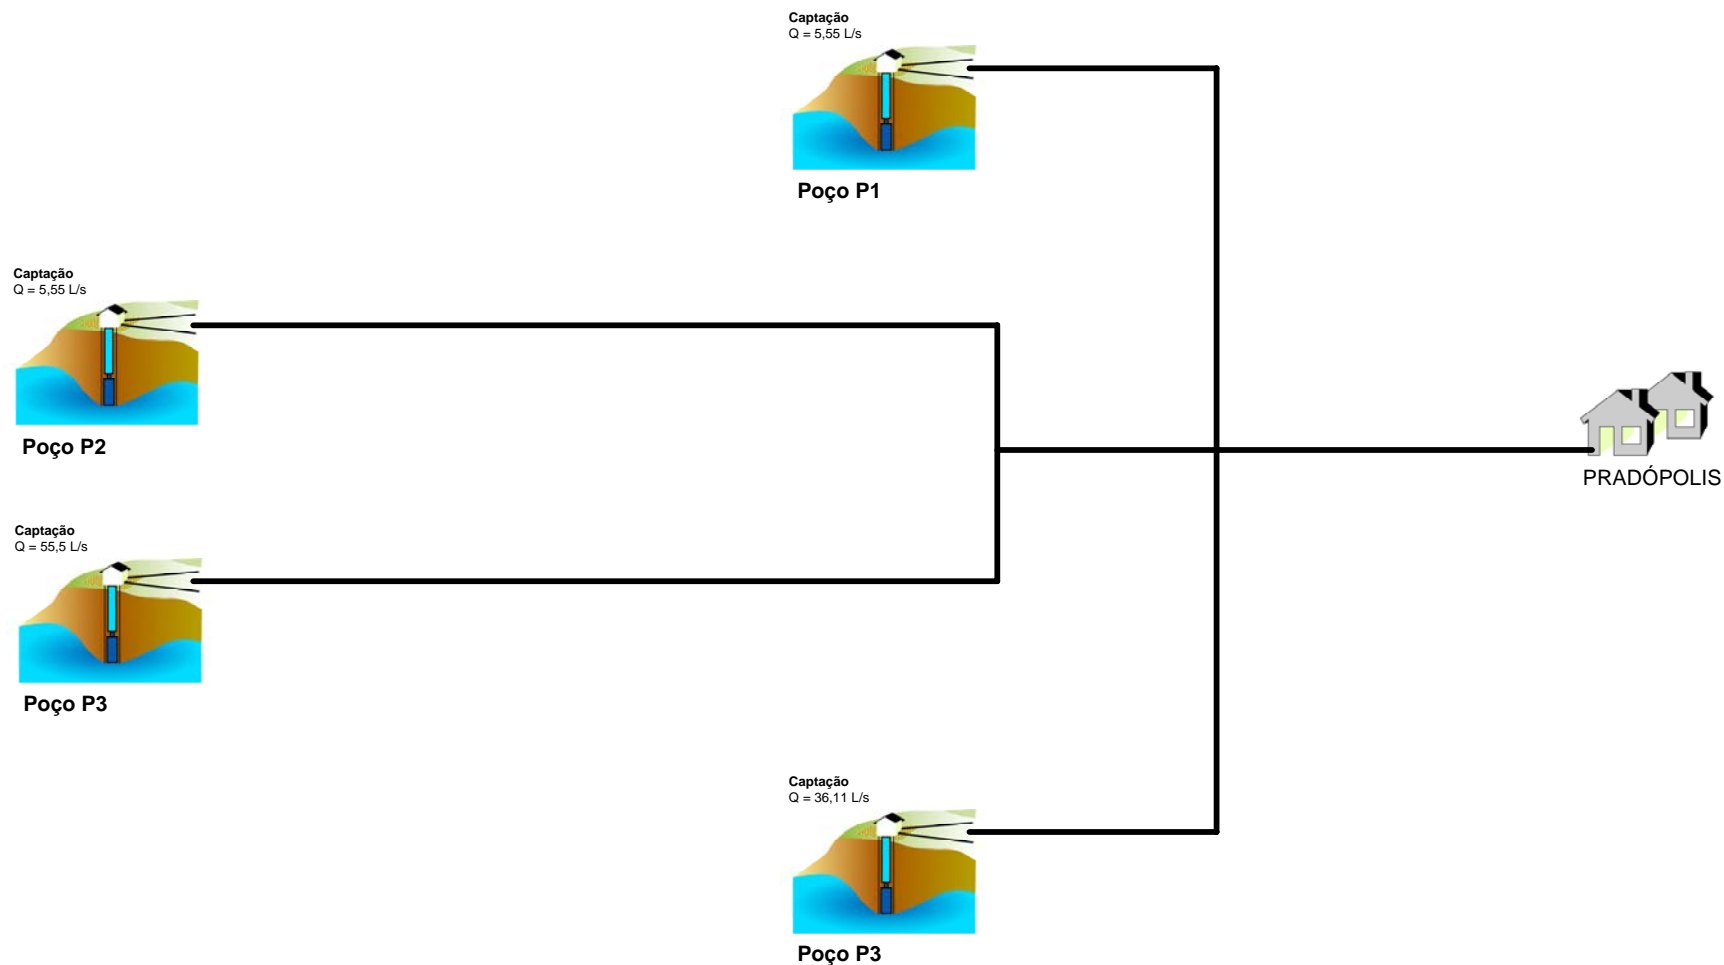 Captação
Q = 5,55 L/s
Poço P1
Captação
Q = 5,55 L/s
Poço P2
PRADÓPOLIS
Captação
Q = 55,5 L/s
Poço P3
Captação
Q = 36,11 L/s
Poço P3